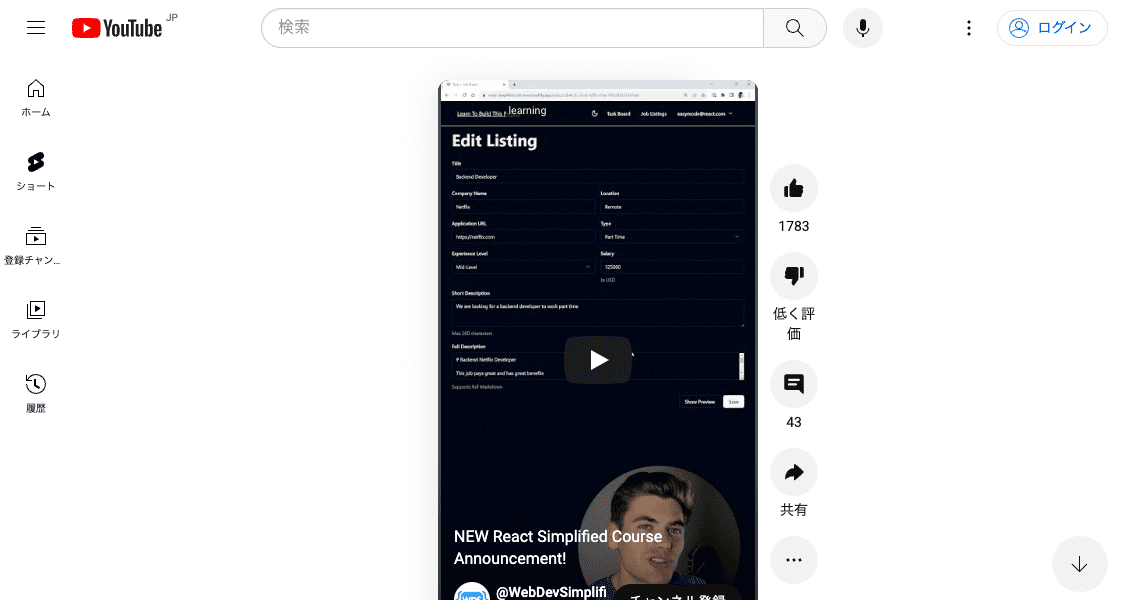 YouTube JP
検索
ログイン
ホーム
ショート
登録チャン...
ライブラリ
履歴
Learn To Build This
learning
Task Board
Job Listings
easymode@react.com
Edit Listing
Title
Backend Developer
Company Name
Location
Netflix
Remote
Application URL
Type
https://netflix.com
Part Time
Experience Level
Salary
Mid-Level
125000
In USD
Short Description
We are looking for a backend developer to work part time
Max 200 characters
Full Description
# Backend Netflix Developer
This job pays great and has great benefits
Supports full Markdown
Show Preview
Save
NEW React Simplified Course
Announcement!
WDS
@WebDevSimplifi
チャンネル登録
1783
低く評
価
43
共有